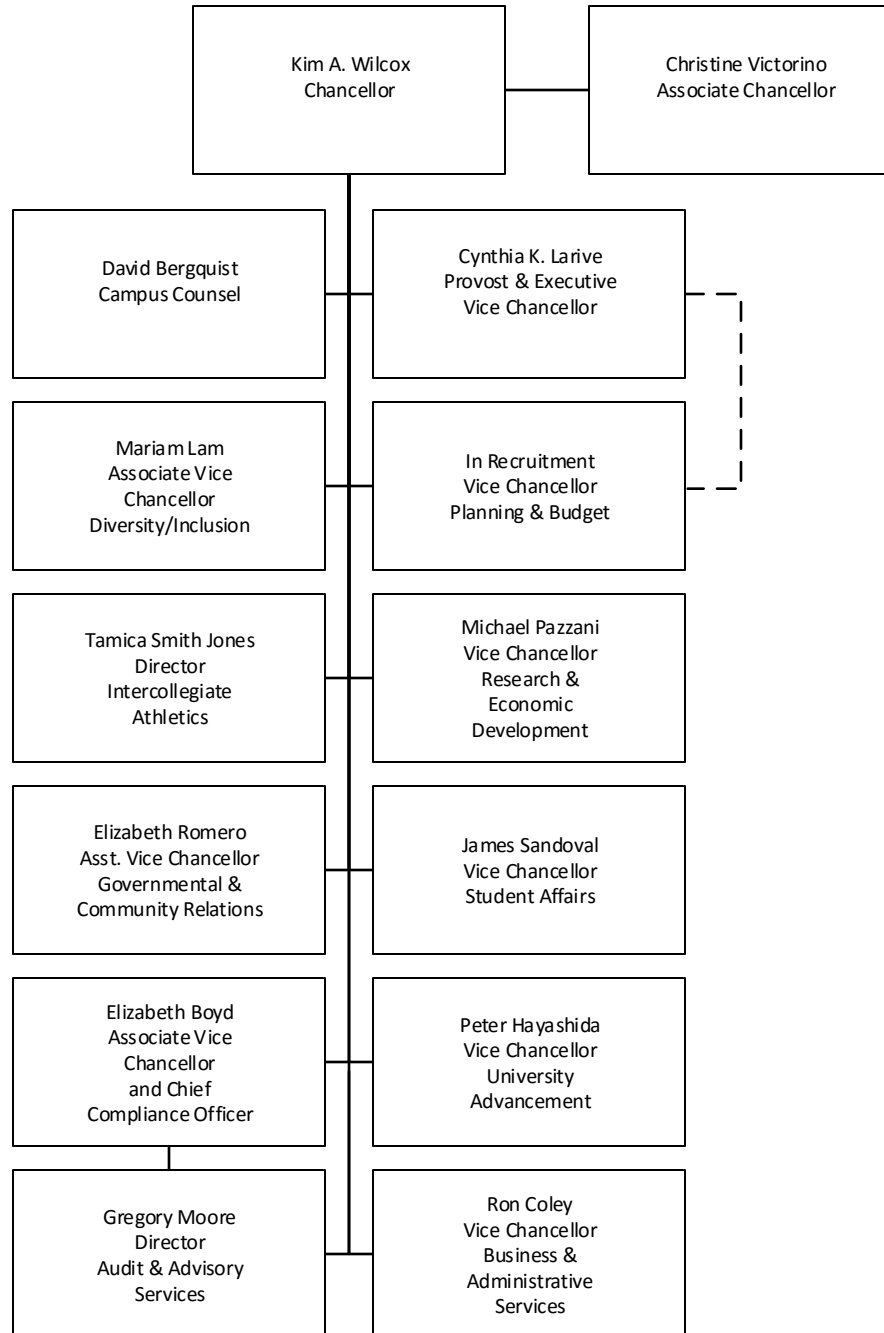 Kim A. Wilcox
Chancellor
Christine Victorino
Associate Chancellor
David Bergquist
Campus Counsel
Cynthia K. Larive
Provost & Executive
Vice Chancellor
Mariam Lam
Associate Vice
Chancellor
Diversity/Inclusion
In Recruitment
Vice Chancellor
Planning & Budget
Tamica Smith Jones
Director
Intercollegiate
Athletics
Michael Pazzani
Vice Chancellor
Research &
Economic
Development
Elizabeth Romero
Asst. Vice Chancellor
Governmental &
Community Relations
James Sandoval
Vice Chancellor
Student Affairs
Elizabeth Boyd
Associate Vice
Chancellor
and Chief
Compliance Officer
Peter Hayashida
Vice Chancellor
University
Advancement
Gregory Moore
Director
Audit & Advisory
Services
Ron Coley
Vice Chancellor
Business &
Administrative
Services